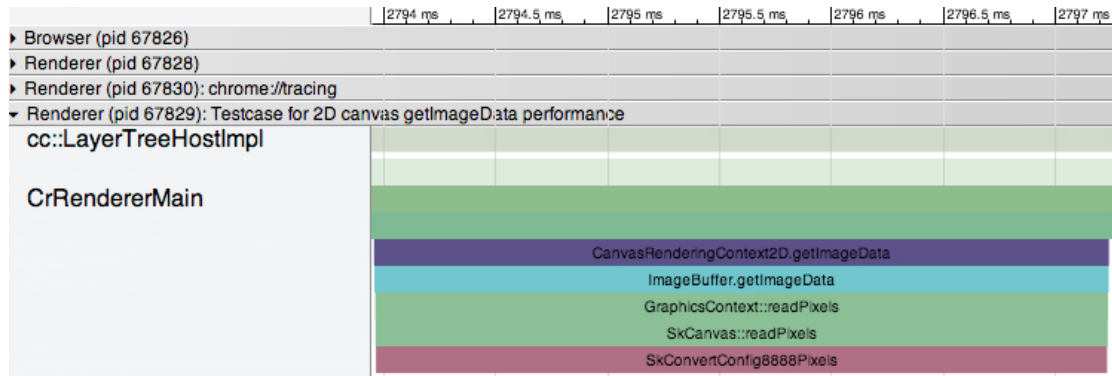 2794 ms 2794.5 ms 2795 ms 2795.5 ms 2796 ms 2796.5 ms 2797 ms
Browser (pid 67826)
Renderer (pid 67828)
Renderer (pid 67830): chrome://tracing
Renderer (pid 67829): Testcase for 2D canvas getImageData performance
cc::LayerTreeHostImpl
CrRendererMain
CanvasRenderingContext2D.getImageData
ImageBuffer.getImageData
GraphicsContext::readPixels
SkCanvas::readPixels
SkConvertConfig8888Pixels